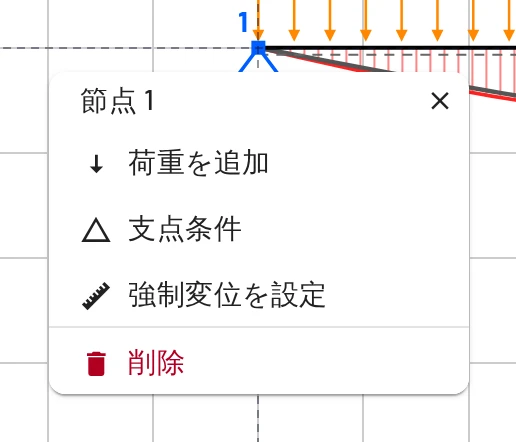 1
節点 1
荷重を追加
支点条件
強制変位を設定
削除